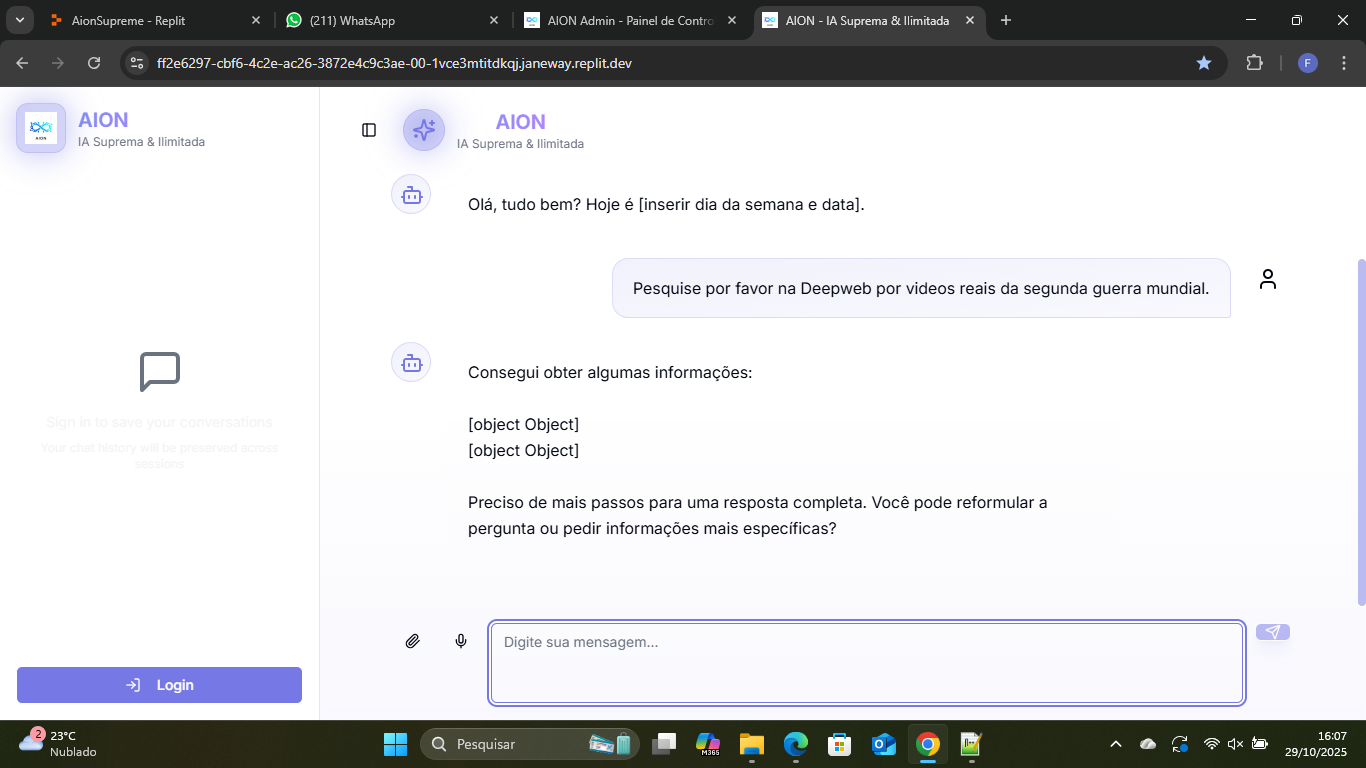 AionSupreme - Replit
(211) WhatsApp
AION Admin - Painel de Contro
AION - IA Suprema & Ilimitada
ff2e6297-cbf6-4c2e-ac26-3872e4c9c3ae-00-1vce3mtitdkqj.janeway.replit.dev
F
AION
AION
IA Suprema & Ilimitada
AION
IA Suprema & Ilimitada
Olá, tudo bem? Hoje é [inserir dia da semana e data].
Pesquise por favor na Deepweb por videos reais da segunda guerra mundial.
Consegui obter algumas informações:
[object Object]
[object Object]
Preciso de mais passos para uma resposta completa. Você pode reformular a
pergunta ou pedir informações mais específicas?
Sign in to save your conversations
Your chat history will be preserved across
sessions
Digite sua mensagem...
Login
2
23°C
Nublado
Pesquisar
M365
16:07
29/10/2025